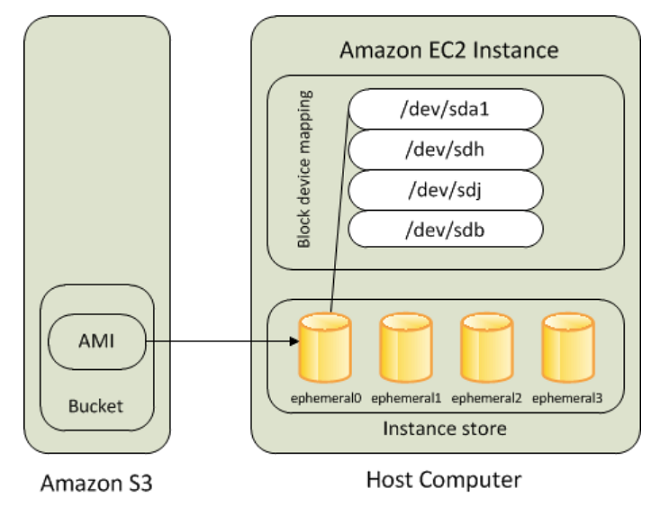 Amazon EC2 Instance
Block device mapping
/dev/sda1
/dev/sdh
/dev/sdj
/dev/sdb
AMI
Bucket
ephemeral0 ephemeral1 ephemeral2 ephemeral3
Instance store
Amazon S3
Host Computer